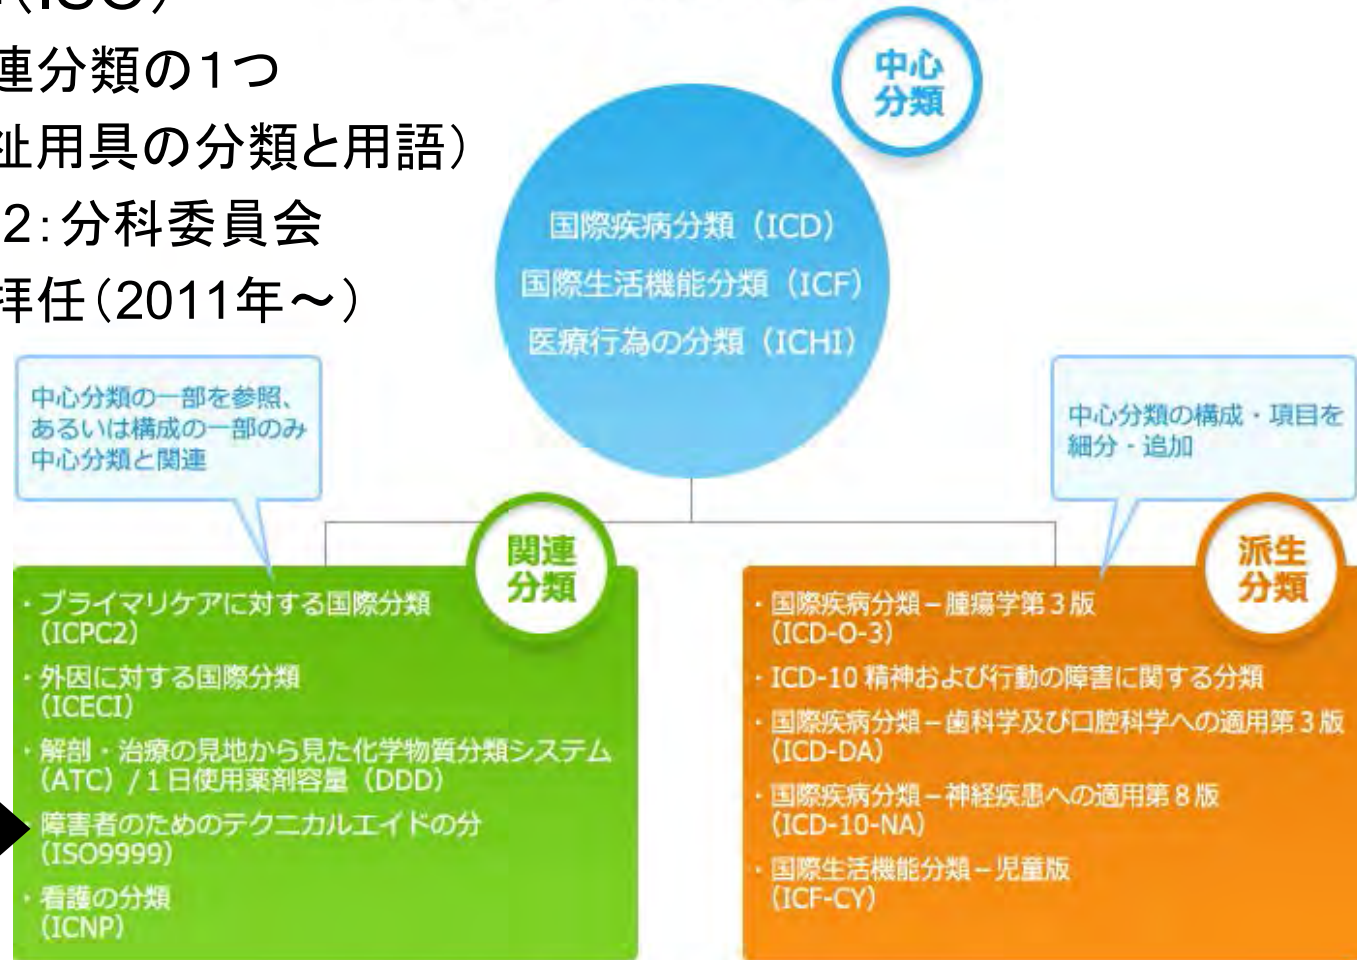 (ISO)
連分類の1つ
祉用具の分類と用語)
2:分科委員会
拝任(2011年~)
中心
分類
国際疾病分類(ICD)
国際生活機能分類(ICF)
医療行為の分類(ICHI)
中心分類の一部を参照、
あるいは構成の一部のみ
中心分類と関連
中心分類の構成・項目を
細分・追加
関連
分類
・プライマリケアに対する国際分類
(ICPC2)
・外因に対する国際分類
(ICECI)
・解剖・治療の見地から見た化学物質分類システム
(ATC)/1日使用薬剤容量(DDD)
・障害者のためのテクニカルエイドの分
(ISO9999)
・看護の分類
(ICNP)
派生
分類
・国際疾病分類-腫瘍学第3版
(ICD-O-3)
・ICD-10 精神および行動の障害に関する分類
・国際疾病分類-歯科学及び口腔科学への適用第3版
(ICD-DA)
・国際疾病分類-神経疾患への適用第8版
(ICD-10-NA)
・国際生活機能分類-児童版
(ICF-CY)